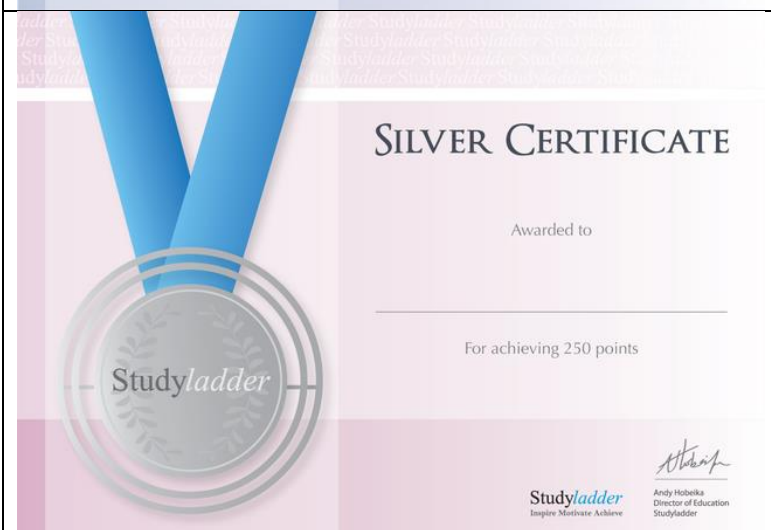 SILVER CERTIFICATE
Awarded to
For achieving 250 points
Studyladder
Studyladder
Inspire Motivate Achieve
Andy Hobeika
Director of Education
Studyladder